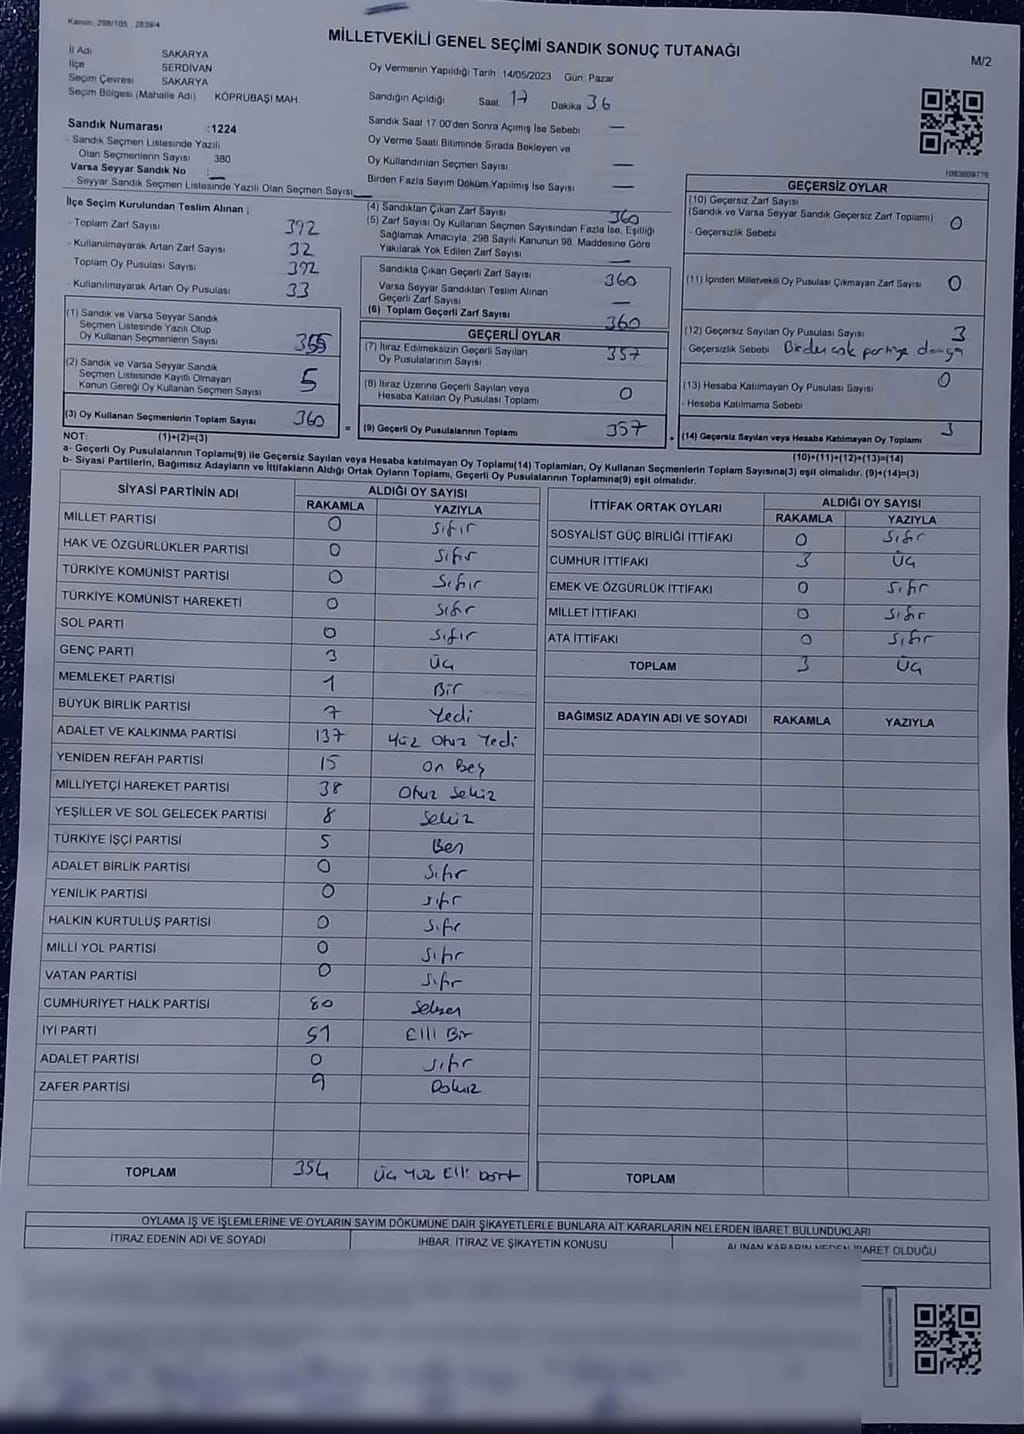 Kanun: 298/105 2839/4
MİLLETVEKİLİ GENEL SEÇİMİ SANDIK SONUÇ TUTANAĞI
M/2
İl Adı SAKARYA
İlçe SERDİVAN
Seçim Çevresi SAKARYA
Seçim Bölgesi (Mahalle Adı) KÖPRÜBAŞI MAH.
Sandık Numarası :1224
- Sandık Seçmen Listesinde Yazılı
Olan Seçmenlerin Sayısı 380
Varsa Seyyar Sandık No : —
- Seyyar Sandık Seçmen Listesinde Yazılı Olan Seçmen Sayısı: —
Oy Vermenin Yapıldığı Tarih 14/05/2023 Gün: Pazar
Sandığın Açıldığı Saat: 17 Dakika 36
Sandık Saat 17:00'den Sonra Açılmış İse Sebebi —
Oy Verme Saati Bitiminde Sırada Bekleyen ve
Oy Kullandırılan Seçmen Sayısı —
Birden Fazla Sayım Döküm Yapılmış İse Sayısı —
1083609776
İlçe Seçim Kurulundan Teslim Alınan ;
- Toplam Zarf Sayısı 392
- Kullanılmayarak Artan Zarf Sayısı 32
- Toplam Oy Pusulası Sayısı 392
- Kullanılmayarak Artan Oy Pusulası 33
(1) Sandık ve Varsa Seyyar Sandık
Seçmen Listesinde Yazılı Olup
Oy Kullanan Seçmenlerin Sayısı 355
(2) Sandık ve Varsa Seyyar Sandık
Seçmen Listesinde Kayıtlı Olmayan
Kanun Gereği Oy Kullanan Seçmen Sayısı 5
(3) Oy Kullanan Seçmenlerin Toplam Sayısı 360
(1)+(2)=(3)
(4) Sandıktan Çıkan Zarf Sayısı 360
(5) Zarf Sayısı Oy Kullanan Seçmen Sayısından Fazla İse, Eşitliği
Sağlamak Amacıyla, 298 Sayılı Kanunun 98. Maddesine Göre
Yakılarak Yok Edilen Zarf Sayısı —
Sandıkta Çıkan Geçerli Zarf Sayısı 360
Varsa Seyyar Sandıktan Teslim Alınan
Geçerli Zarf Sayısı —
(6) Toplam Geçerli Zarf Sayısı 360
GEÇERLİ OYLAR
(7) İtiraz Edilmeksizin Geçerli Sayılan
Oy Pusulalarının Sayısı 357
(8) İtiraz Üzerine Geçerli Sayılan veya
Hesaba Katılan Oy Pusulası Toplamı 0
= (9) Geçerli Oy Pusulalarının Toplamı 357 +
GEÇERSİZ OYLAR
(10) Geçersiz Zarf Sayısı
(Sandık ve Varsa Seyyar Sandık Geçersiz Zarf Toplamı) 0
- Geçersizlik Sebebi
(11) İçinden Milletvekili Oy Pusulası Çıkmayan Zarf Sayısı 0
(12) Geçersiz Sayılan Oy Pusulası Sayısı 3
- Geçersizlik Sebebi Birden çok partiye damga
(13) Hesaba Katılmayan Oy Pusulası Sayısı 0
- Hesaba Katılmama Sebebi
(14) Geçersiz Sayılan veya Hesaba Katılmayan Oy Toplamı 3
(10)+(11)+(12)+(13)=(14)
NOT:
a- Geçerli Oy Pusulalarının Toplamı(9) ile Geçersiz Sayılan veya Hesaba katılmayan Oy Toplamı(14) Toplamları, Oy Kullanan Seçmenlerin Toplam Sayısına(3) eşit olmalıdır. (9)+(14)=(3)
b- Siyasi Partilerin, Bağımsız Adayların ve İttifakların Aldığı Ortak Oyların Toplamı, Geçerli Oy Pusulalarının Toplamına(9) eşit olmalıdır.
SİYASİ PARTİNİN ADI ALDIĞI OY SAYISI
RAKAMLA YAZIYLA
MİLLET PARTİSİ 0 Sıfır
HAK VE ÖZGÜRLÜKLER PARTİSİ 0 Sıfır
TÜRKİYE KOMÜNİST PARTİSİ 0 Sıfır
TÜRKİYE KOMÜNİST HAREKETİ 0 Sıfır
SOL PARTİ 0 Sıfır
GENÇ PARTİ 3 Üç
MEMLEKET PARTİSİ 1 Bir
BÜYÜK BİRLİK PARTİSİ 7 Yedi
ADALET VE KALKINMA PARTİSİ 137 Yüz Otuz Yedi
YENİDEN REFAH PARTİSİ 15 On Beş
MİLLİYETÇİ HAREKET PARTİSİ 38 Otuz Sekiz
YEŞİLLER VE SOL GELECEK PARTİSİ 8 Sekiz
TÜRKİYE İŞÇİ PARTİSİ 5 Beş
ADALET BİRLİK PARTİSİ 0 Sıfır
YENİLİK PARTİSİ 0 Sıfır
HALKIN KURTULUŞ PARTİSİ 0 Sıfır
MİLLİ YOL PARTİSİ 0 Sıfır
VATAN PARTİSİ 0 Sıfır
CUMHURİYET HALK PARTİSİ 80 Seksen
İYİ PARTİ 51 Elli Bir
ADALET PARTİSİ 0 Sıfır
ZAFER PARTİSİ 9 Dokuz
TOPLAM 354 Üç Yüz Elli Dört
İTTİFAK ORTAK OYLARI ALDIĞI OY SAYISI
RAKAMLA YAZIYLA
SOSYALİST GÜÇ BİRLİĞİ İTTİFAKI 0 Sıfır
CUMHUR İTTİFAKI 3 Üç
EMEK VE ÖZGÜRLÜK İTTİFAKI 0 Sıfır
MİLLET İTTİFAKI 0 Sıfır
ATA İTTİFAKI 0 Sıfır
TOPLAM 3 Üç
BAĞIMSIZ ADAYIN ADI VE SOYADI RAKAMLA YAZIYLA
TOPLAM
OYLAMA İŞ VE İŞLEMLERİNE VE OYLARIN SAYIM DÖKÜMÜNE DAİR ŞİKAYETLERLE BUNLARA AİT KARARLARIN NELERDEN İBARET BULUNDUKLARI
İTİRAZ EDENİN ADI VE SOYADI İHBAR, İTİRAZ VE ŞİKAYETİN KONUSU ALINAN KARARIN NEDEN İBARET OLDUĞU